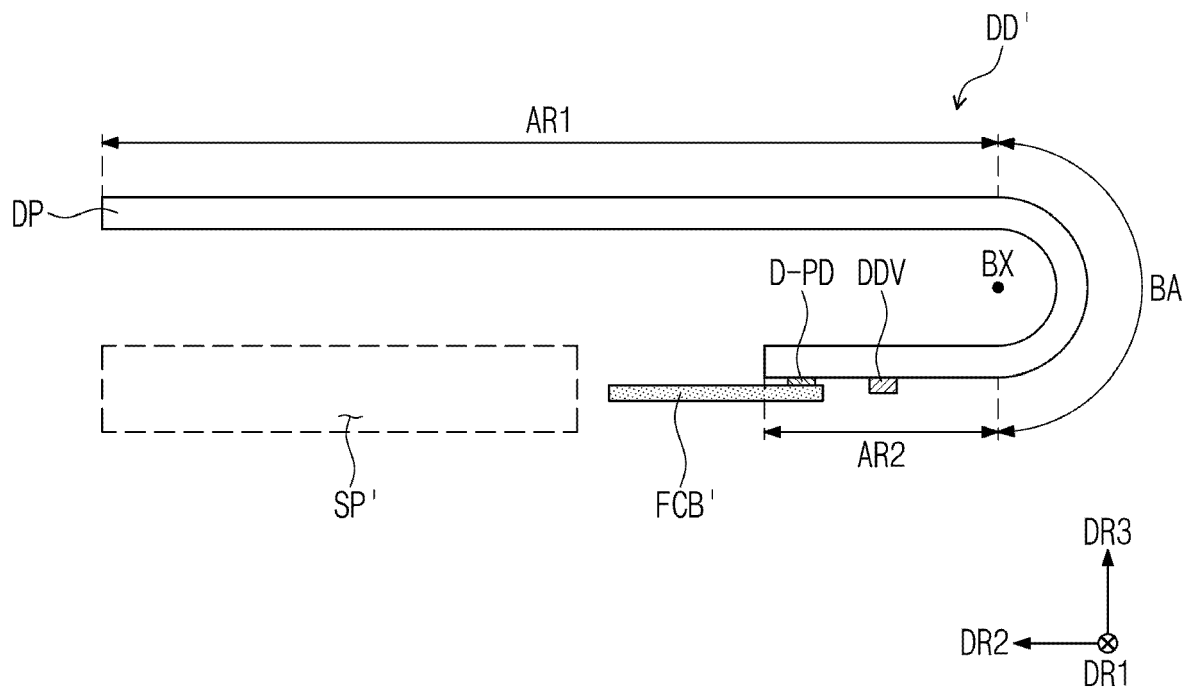 DD'
AR1
DP
D-PD
DDV
BX
BA
AR2
SP'
FCB'
DR3
DR2
DR1